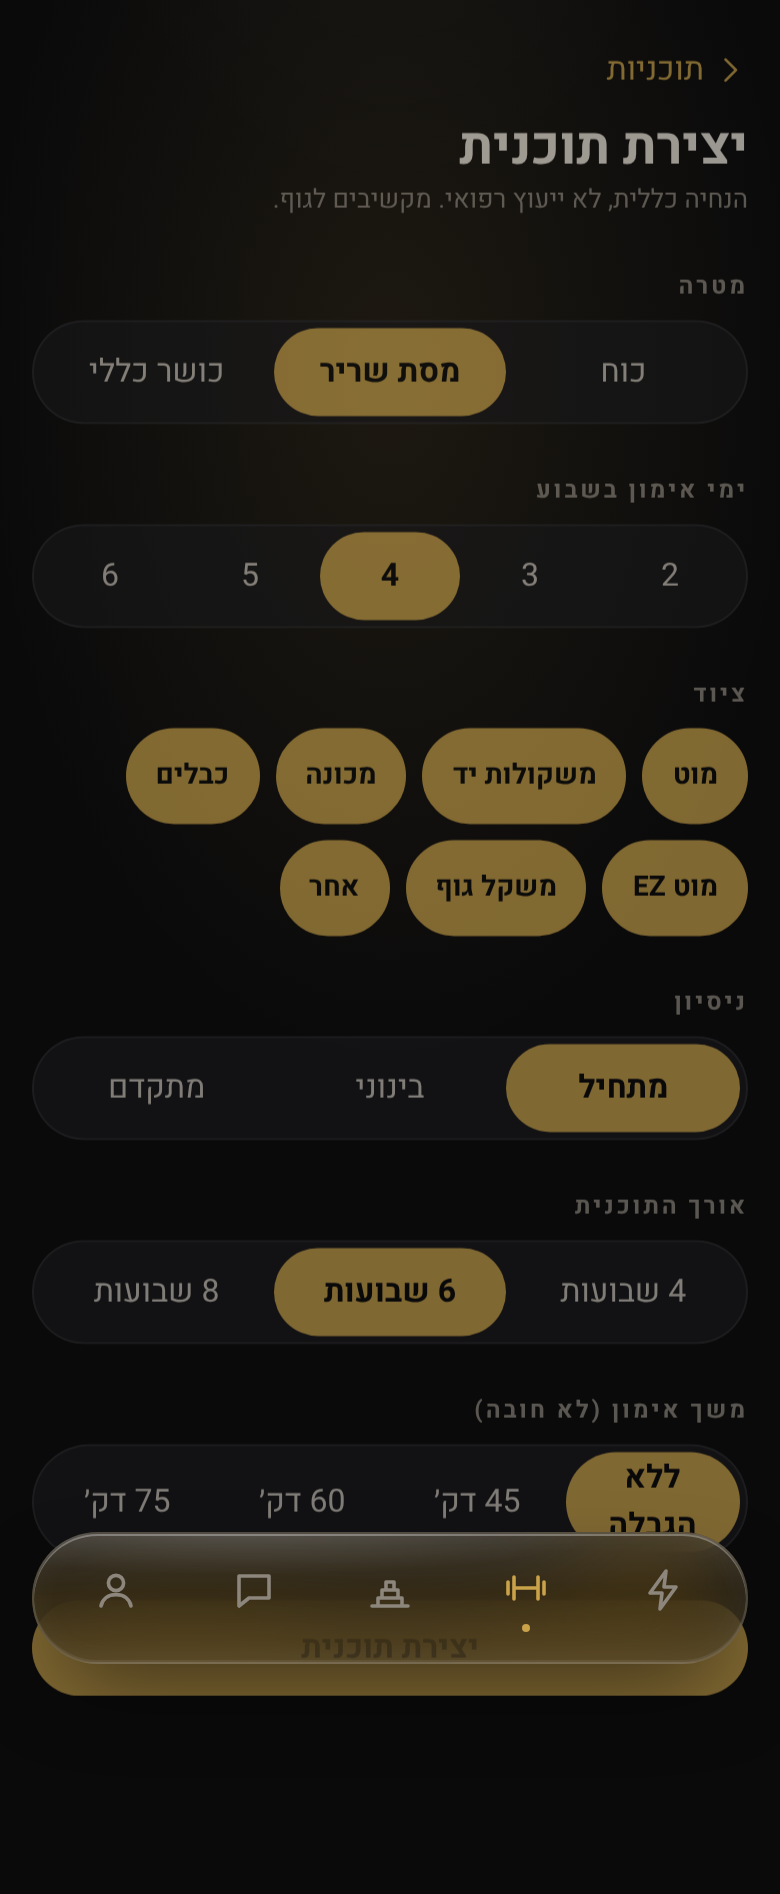 תוכניות
יצירת תוכנית
הנחיה כללית, לא ייעוץ רפואי. מקשיבים לגוף.
מטרה
כוח מסת שריר כושר כללי
ימי אימון בשבוע
2 3 4 5 6
ציוד
מוט משקולות יד מכונה כבלים
מוט EZ משקל גוף אחר
ניסיון
מתחיל בינוני מתקדם
אורך התוכנית
4 שבועות 6 שבועות 8 שבועות
משך אימון (לא חובה)
ללא הגבלה 45 דק׳ 60 דק׳ 75 דק׳
יצירת תוכנית